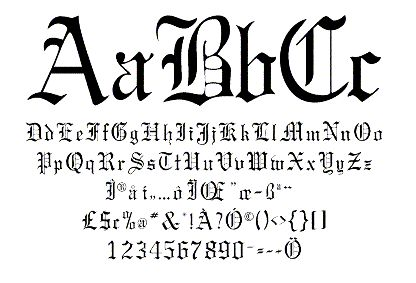 AaBbCc
DdEeFfGgHhIiJjKkLlMmNnOo
PpQqRrSsTtUuVvWwXxYyZz
£$¢%@*&°!À?Ó©()<>{}[]
1234567890-=--Ö